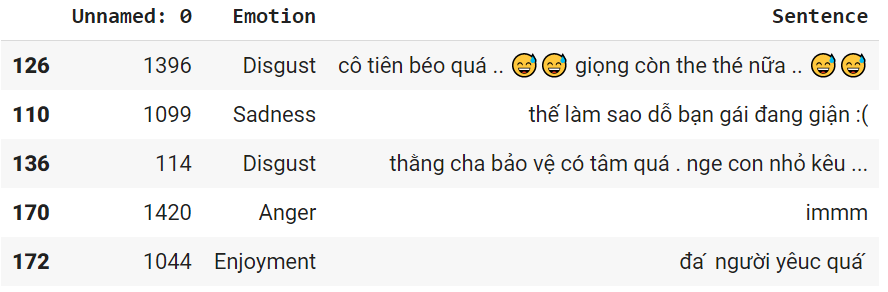 Unnamed: 0 Emotion Sentence
126 1396 Disgust cô tiên béo quá .. 😅😅 giọng còn the thé nữa .. 😅😅
110 1099 Sadness thế làm sao dỗ bạn gái đang giận :(
136 114 Disgust thằng cha bảo vệ có tâm quá . nge con nhỏ kêu ...
170 1420 Anger immm
172 1044 Enjoyment đa ́ người yêuc quá ́